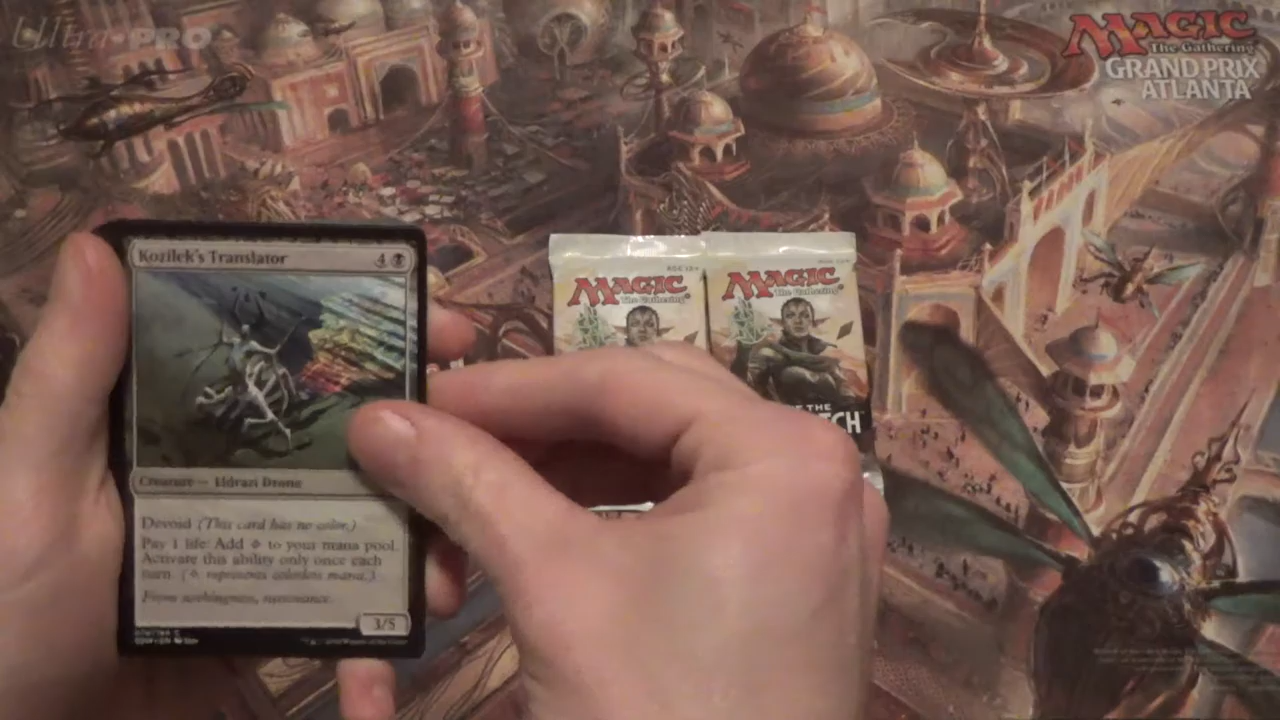 Ultra·PRO
MAGIC
The Gathering
GRAND PRIX
ATLANTA
Kozilek's Translator 4
Creature — Eldrazi Drone
Devoid (This card has no color.)
Pay 1 life: Add to your mana pool.
Activate this ability only once each
turn. ( represents colorless mana.)
From nothingness, resonance.
3/5
MAGIC
The Gathering
MAGIC
The Gathering
THE